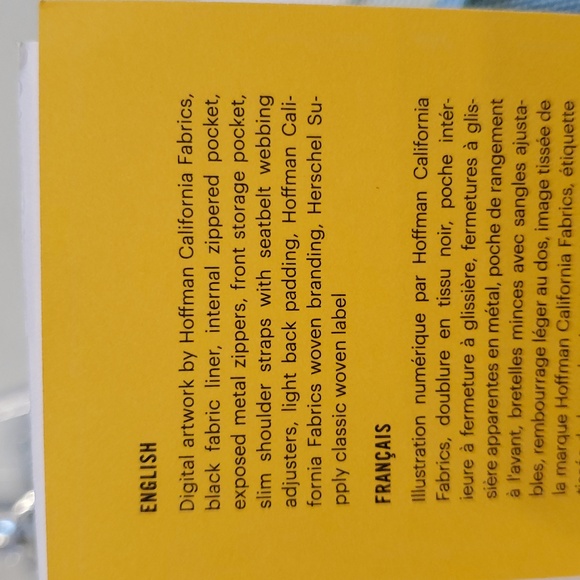 ENGLISH
Digital artwork by Hoffman California Fabrics,
black fabric liner, internal zippered pocket,
exposed metal zippers, front storage pocket,
slim shoulder straps with seatbelt webbing
adjusters, light back padding, Hoffman Cali-
fornia Fabrics woven branding, Herschel Su-
pply classic woven label
FRANÇAIS
Illustration numérique par Hoffman California
Fabrics, doublure en tissu noir, poche intér-
ieure à fermeture à glissière, fermetures à glis-
sière apparentes en métal, poche de rangement
à l'avant, bretelles minces avec sangles ajusta-
bles, rembourrage léger au dos, image tissée de
la marque Hoffman California Fabrics, étiquette